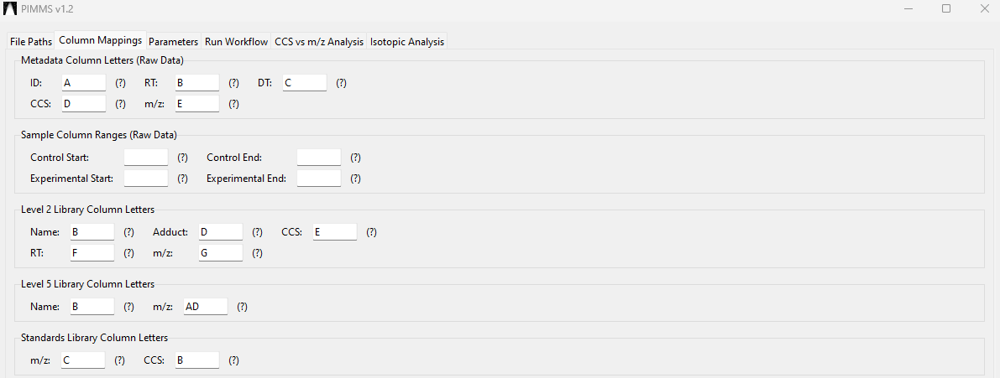 PIMMS v1.2
File Paths Column Mappings Parameters Run Workflow CCS vs m/z Analysis Isotopic Analysis
Metadata Column Letters (Raw Data)
ID: A (?) RT: B (?) DT: C (?)
CCS: D (?) m/z: E (?)
Sample Column Ranges (Raw Data)
Control Start: (?) Control End: (?)
Experimental Start: (?) Experimental End: (?)
Level 2 Library Column Letters
Name: B (?) Adduct: D (?) CCS: E (?)
RT: F (?) m/z: G (?)
Level 5 Library Column Letters
Name: B (?) m/z: AD (?)
Standards Library Column Letters
m/z: C (?) CCS: B (?)